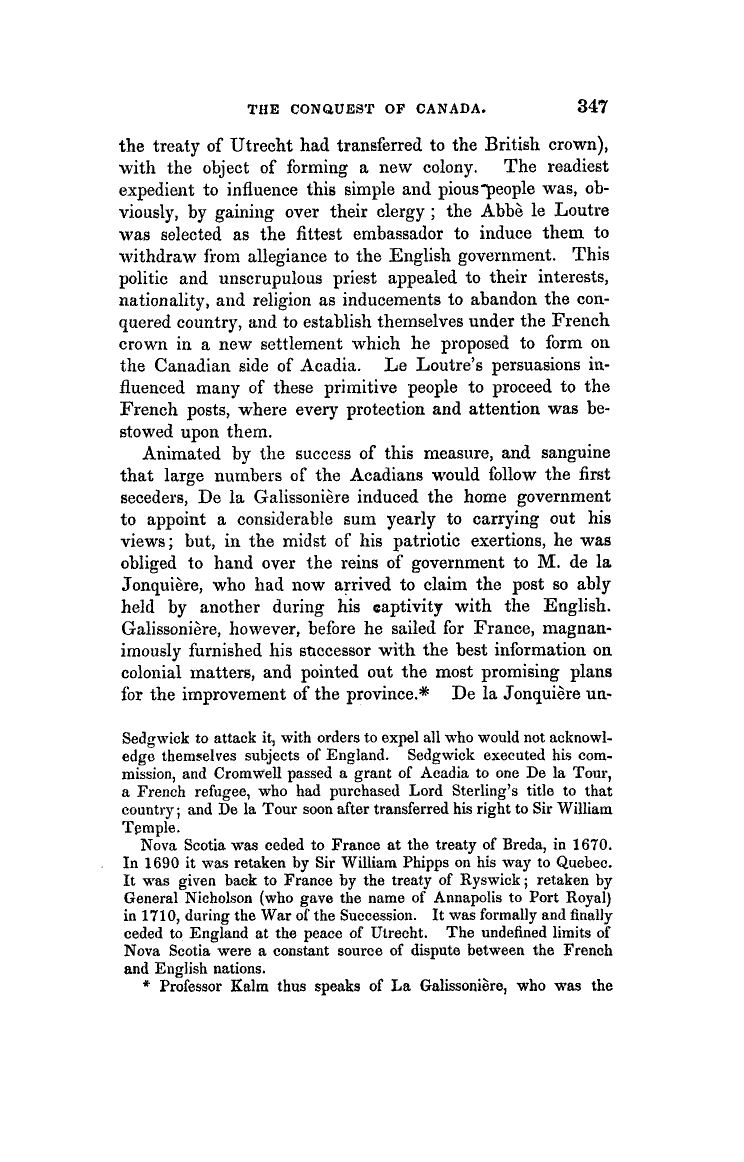 THE CONQUEST OF CANADA. 347
the treaty of Utrecht had transferred to the British crown),
with the object of forming a new colony. The readiest
expedient to influence this simple and pious people was, ob-
viously, by gaining over their clergy ; the Abbè le Loutre
was selected as the fittest embassador to induce them to
withdraw from allegiance to the English government. This
politic and unscrupulous priest appealed to their interests,
nationality, and religion as inducements to abandon the con-
quered country, and to establish themselves under the French
crown in a new settlement which he proposed to form on
the Canadian side of Acadia. Le Loutre's persuasions in-
fluenced many of these primitive people to proceed to the
French posts, where every protection and attention was be-
stowed upon them.
Animated by the success of this measure, and sanguine
that large numbers of the Acadians would follow the first
seceders, De la Galissonière induced the home government
to appoint a considerable sum yearly to carrying out his
views ; but, in the midst of his patriotic exertions, he was
obliged to hand over the reins of government to M. de la
Jonquière, who had now arrived to claim the post so ably
held by another during his captivity with the English.
Galissonière, however, before he sailed for France, magnan-
imously furnished his successor with the best information on
colonial matters, and pointed out the most promising plans
for the improvement of the province.* De la Jonquière un-
Sedgwick to attack it, with orders to expel all who would not acknowl-
edge themselves subjects of England. Sedgwick executed his com-
mission, and Cromwell passed a grant of Acadia to one De la Tour,
a French refugee, who had purchased Lord Sterling's title to that
country ; and De la Tour soon after transferred his right to Sir William
Temple.
Nova Scotia was ceded to France at the treaty of Breda, in 1670.
In 1690 it was retaken by Sir William Phipps on his way to Quebec.
It was given back to France by the treaty of Ryswick ; retaken by
General Nicholson (who gave the name of Annapolis to Port Royal)
in 1710, during the War of the Succession. It was formally and finally
ceded to England at the peace of Utrecht. The undefined limits of
Nova Scotia were a constant source of dispute between the French
and English nations.
* Professor Kalm thus speaks of La Galissonière, who was the